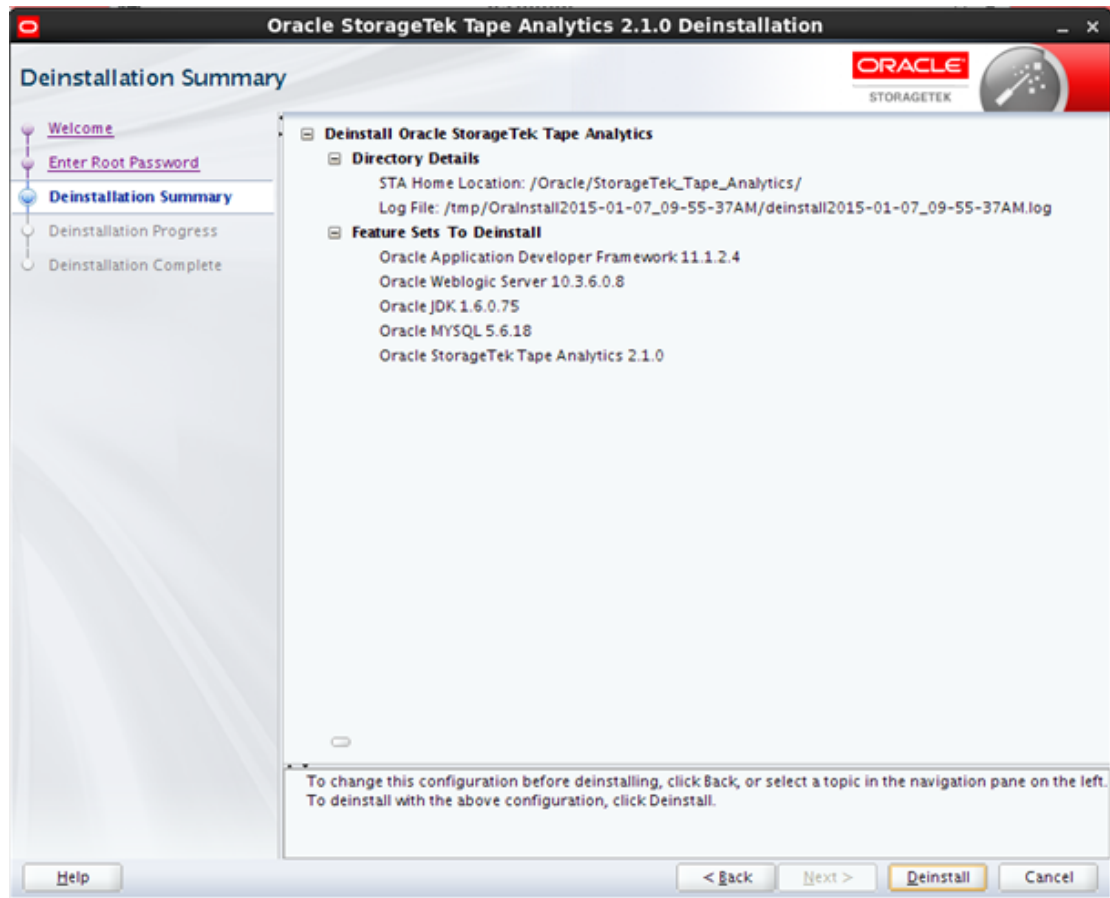 Oracle StorageTek Tape Analytics 2.1.0 Deinstallation
Deinstallation Summary
ORACLE
STORAGETEK
Welcome
Enter Root Password
Deinstallation Summary
Deinstallation Progress
Deinstallation Complete
Deinstall Oracle StorageTek Tape Analytics
Directory Details
STA Home Location: /Oracle/StorageTek_Tape_Analytics/
Log File: /tmp/OraInstall2015-01-07_09-55-37AM/deinstall2015-01-07_09-55-37AM.log
Feature Sets To Deinstall
Oracle Application Developer Framework 11.1.2.4
Oracle Weblogic Server 10.3.6.0.8
Oracle JDK 1.6.0.75
Oracle MYSQL 5.6.18
Oracle StorageTek Tape Analytics 2.1.0
To change this configuration before deinstalling, click Back, or select a topic in the navigation pane on the left.
To deinstall with the above configuration, click Deinstall.
Help
< Back
Next >
Deinstall
Cancel